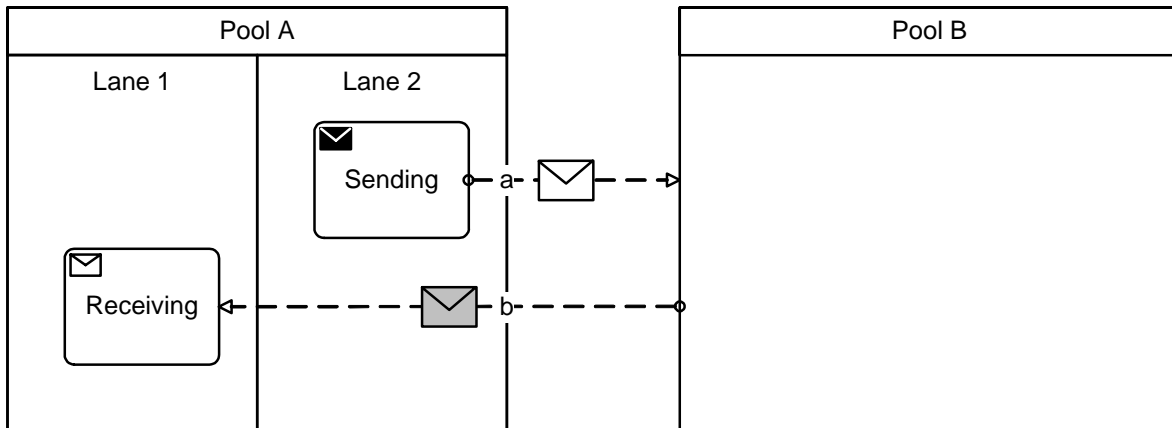 Pool A
Pool B
Lane 1
Lane 2
Sending
a
Receiving
b